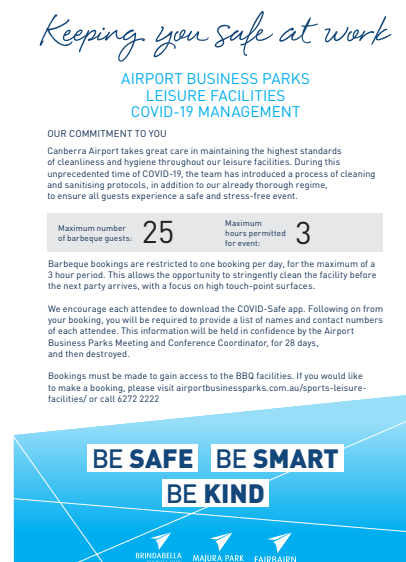 Keeping you safe at work
AIRPORT BUSINESS PARKS
LEISURE FACILITIES
COVID-19 MANAGEMENT
OUR COMMITMENT TO YOU
Canberra Airport takes great care in maintaining the highest standards
of cleanliness and hygiene throughout our leisure facilities. During this
unprecedented time of COVID-19, the team has introduced a process of cleaning
and sanitising protocols, in addition to our already thorough regime,
to ensure all guests experience a safe and stress-free event.
Maximum number
of barbeque guests:
25
Maximum
hours permitted
for event:
3
Barbeque bookings are restricted to one booking per day, for the maximum of a
3 hour period. This allows the opportunity to stringently clean the facility before
the next party arrives, with a focus on high touch-point surfaces.
We encourage each attendee to download the COVID-Safe app. Following on from
your booking, you will be required to provide a list of names and contact numbers
of each attendee. This information will be held in confidence by the Airport
Business Parks Meeting and Conference Coordinator, for 28 days,
and then destroyed.
Bookings must be made to gain access to the BBQ facilities. If you would like
to make a booking, please visit airportbusinessparks.com.au/sports-leisure-
facilities/ or call 6272 2222
BE SAFE BE SMART
BE KIND
BRINDABELLA MAJURA PARK FAIRBAIRN